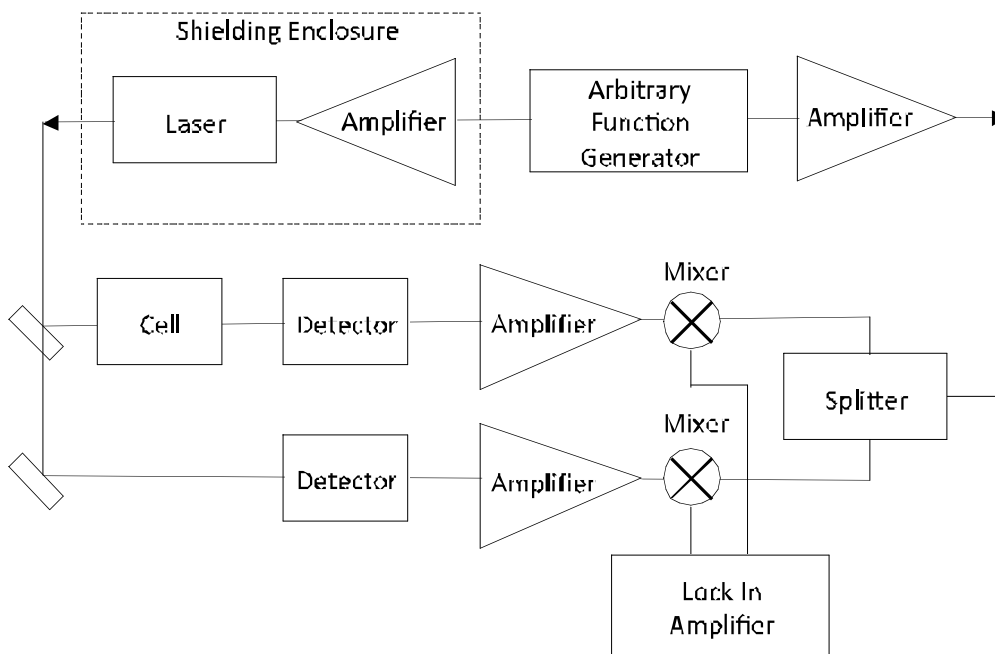 Shielding Enclosure
Laser
Amplifier
Arbitrary
Function
Generator
Amplifier
Mixer
Cell
Detector
Amplifier
Splitter
Mixer
Detector
Amplifier
Lock In
Amplifier